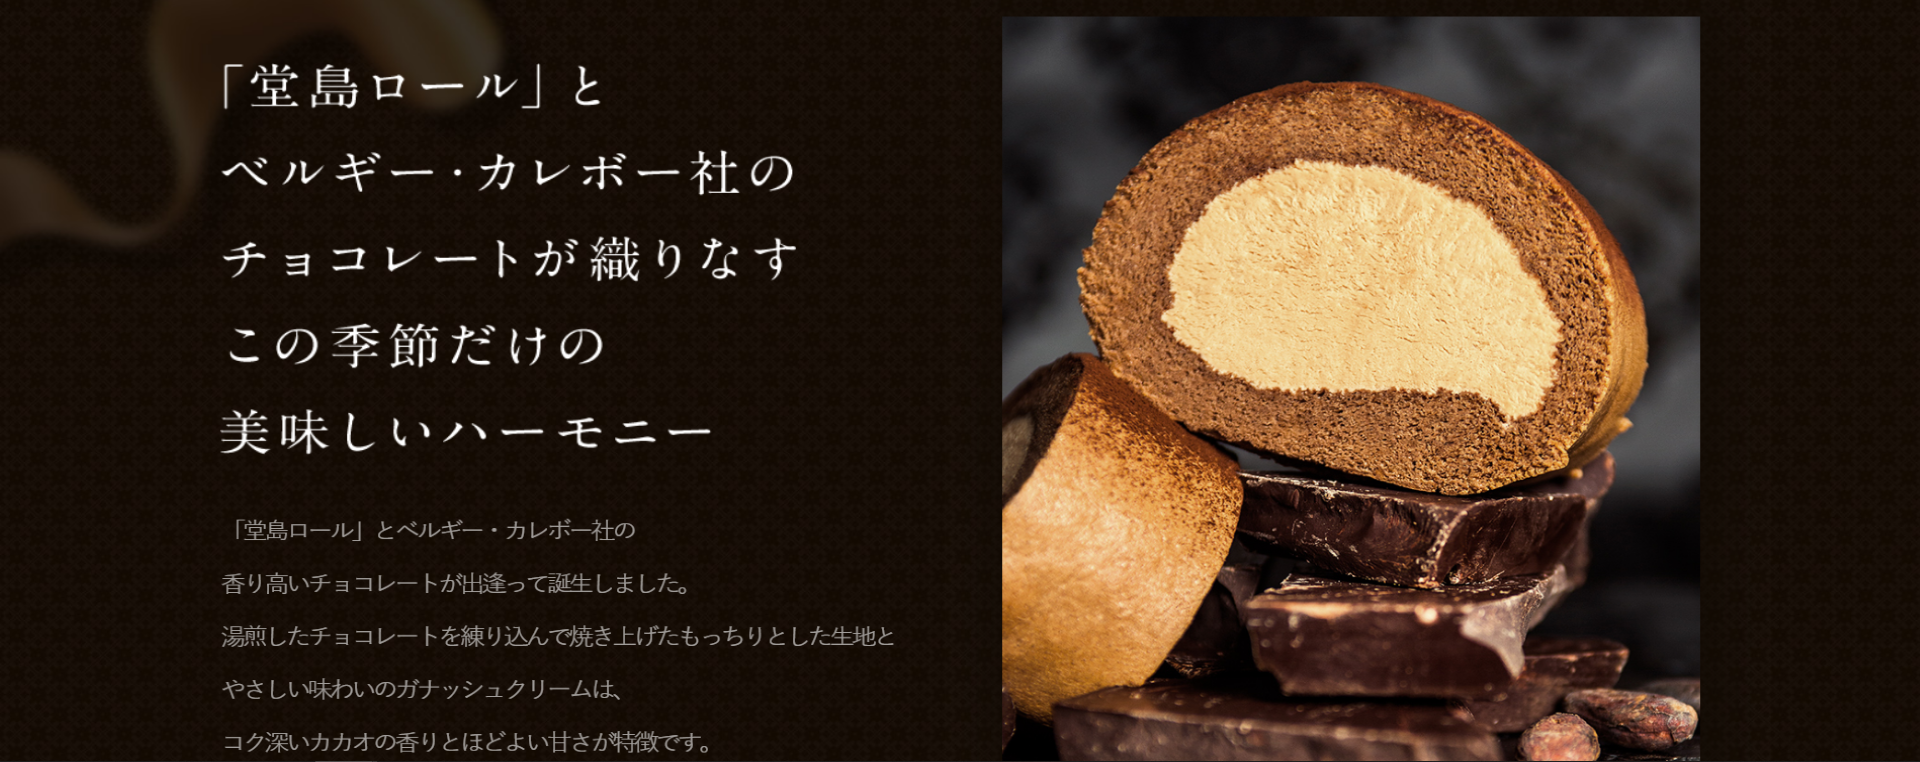 「堂島ロール」と
ベルギー・カレボー社の
チョコレートが織りなす
この季節だけの
美味しいハーモニー
「堂島ロール」とベルギー・カレボー社の
香り高いチョコレートが出逢って誕生しました。
湯煎したチョコレートを練り込んで焼き上げたもっちりとした生地と
やさしい味わいのガナッシュクリームは、
コク深いカカオの香りとほどよい甘さが特徴です。